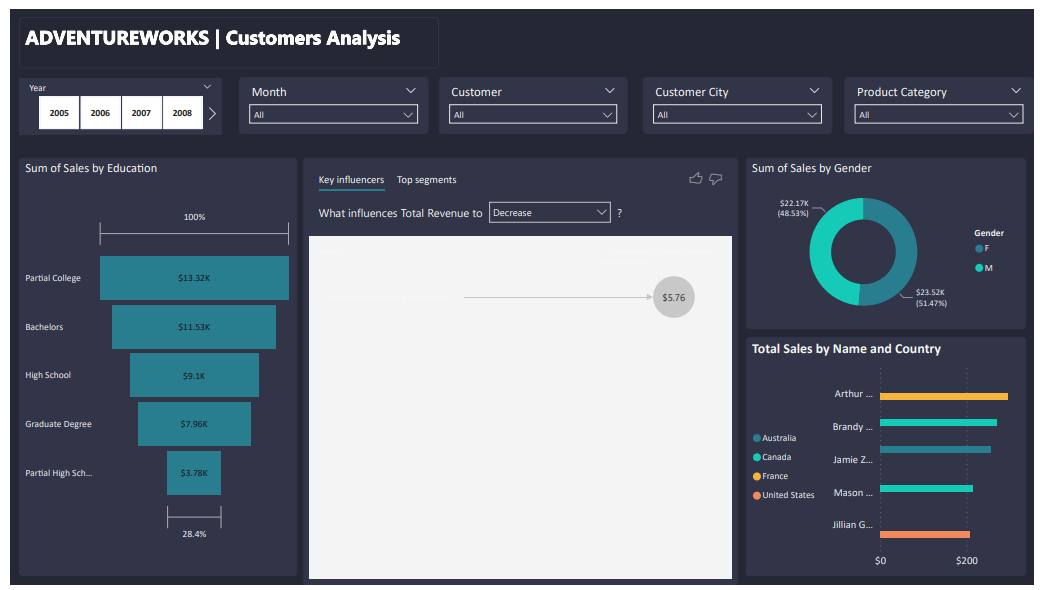 ADVENTUREWORKS | Customers Analysis
Year
2005 2006 2007 2008
Month
All
Customer
All
Customer City
All
Product Category
All
Sum of Sales by Education
100%
Partial College $13.32K
Bachelors $11.53K
High School $9.1K
Graduate Degree $7.96K
Partial High Sch... $3.78K
28.4%
Key influencers Top segments
What influences Total Revenue to Decrease ?
$5.76
Sum of Sales by Gender
$22.17K
(48.53%)
$23.52K
(51.47%)
Gender
F
M
Total Sales by Name and Country
Australia
Canada
France
United States
Arthur ...
Brandy ...
Jamie Z...
Mason ...
Jillian G...
$0 $200